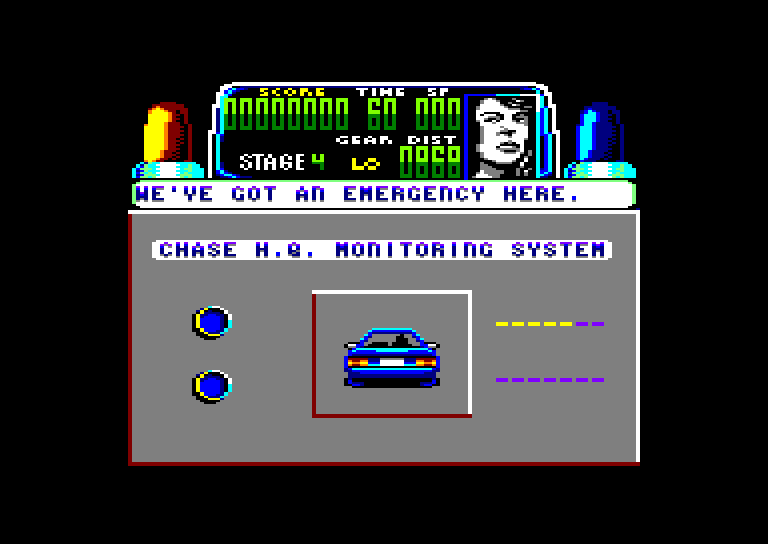 SCORE TIME SP
00000000 60 000
GEAR DIST
STAGE 4 LO 0868
WE'VE GOT AN EMERGENCY HERE.
CHASE H.Q. MONITORING SYSTEM